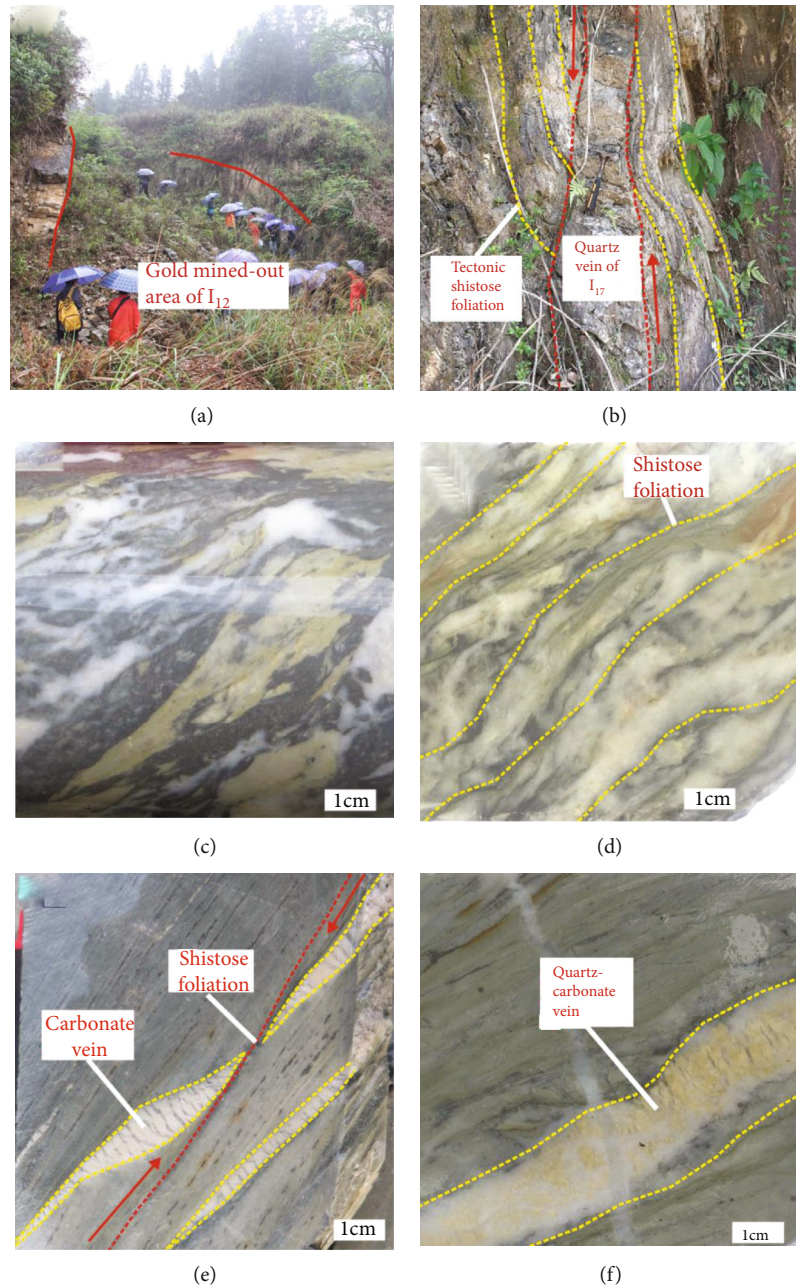 Gold mined-out
area of I12
(a)
Tectonic
shistose
foliation
Quartz
vein of
I17
(b)
1cm
(c)
Shistose
foliation
1cm
(d)
Shistose
foliation
Carbonate
vein
1cm
(e)
Quartz-
carbonate
vein
1cm
(f)